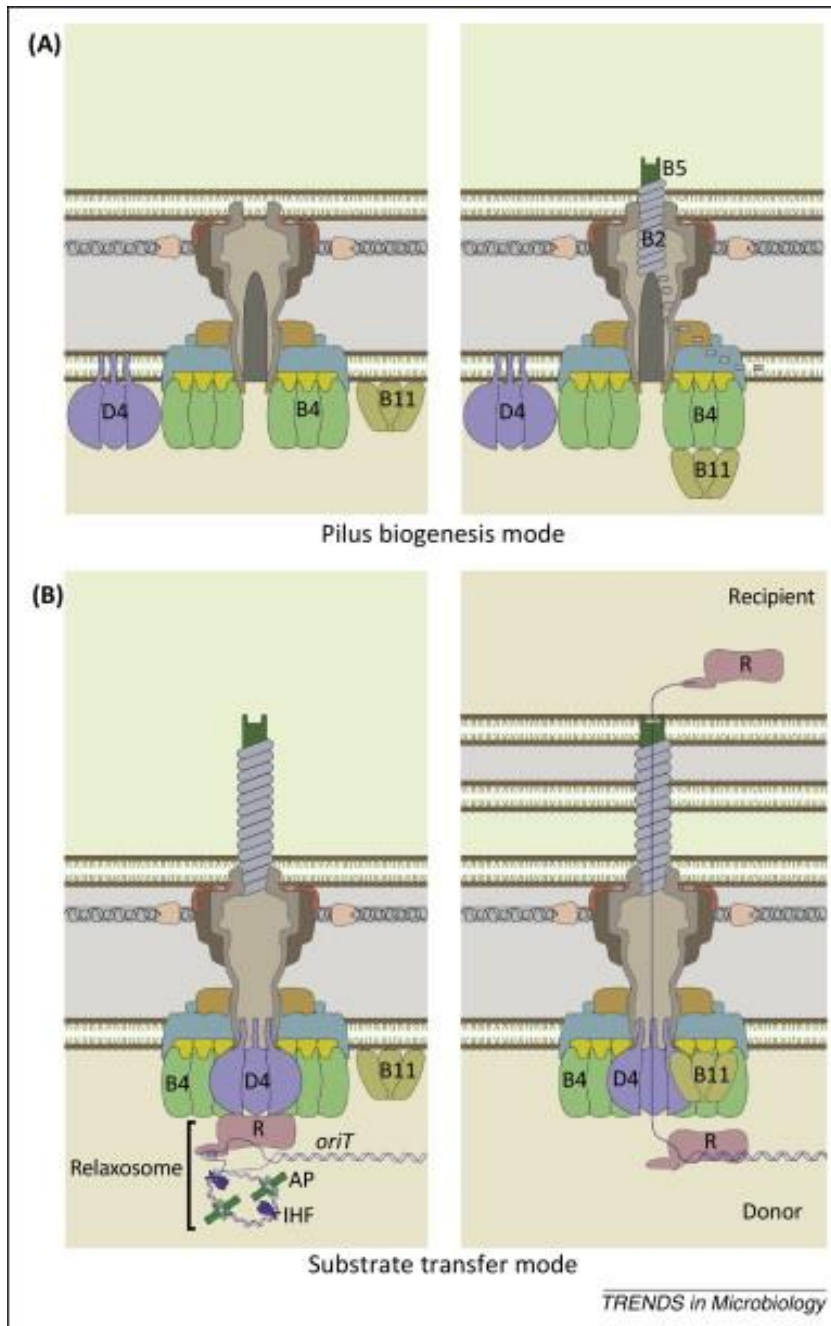 (A)
B5
B2
D4
B4
B11
D4
B4
B11
Pilus biogenesis mode
(B)
Recipient
R
B4
D4
B11
B4
D4
B11
R
oriT
R
Relaxosome
AP
IHF
Donor
Substrate transfer mode
TRENDS in Microbiology